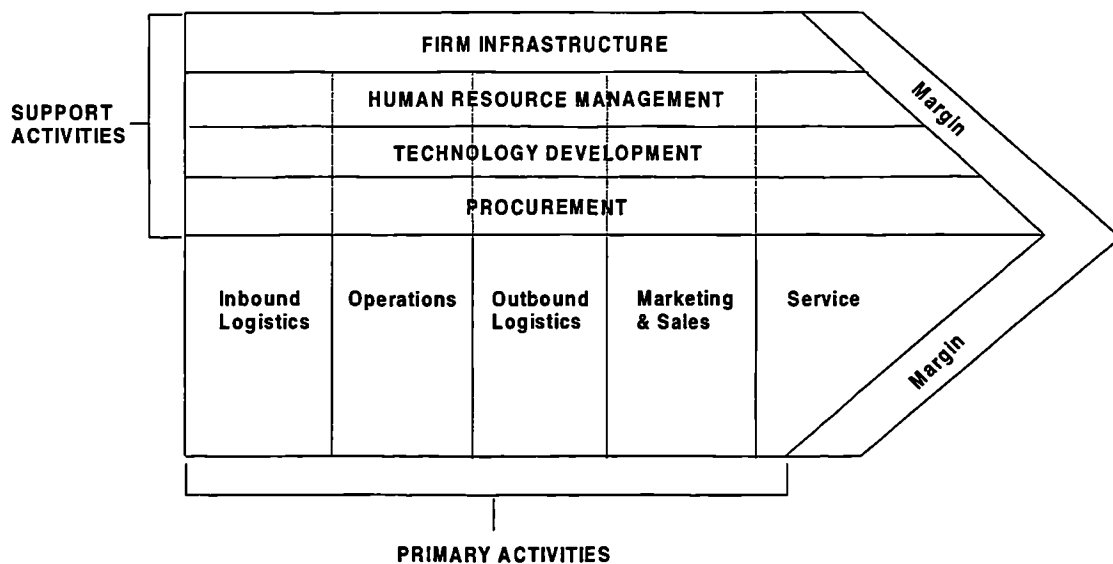 FIRM INFRASTRUCTURE
HUMAN RESOURCE MANAGEMENT
TECHNOLOGY DEVELOPMENT
PROCUREMENT
SUPPORT
ACTIVITIES
Margin
Inbound
Logistics
Operations
Outbound
Logistics
Marketing
& Sales
Service
Margin
PRIMARY ACTIVITIES